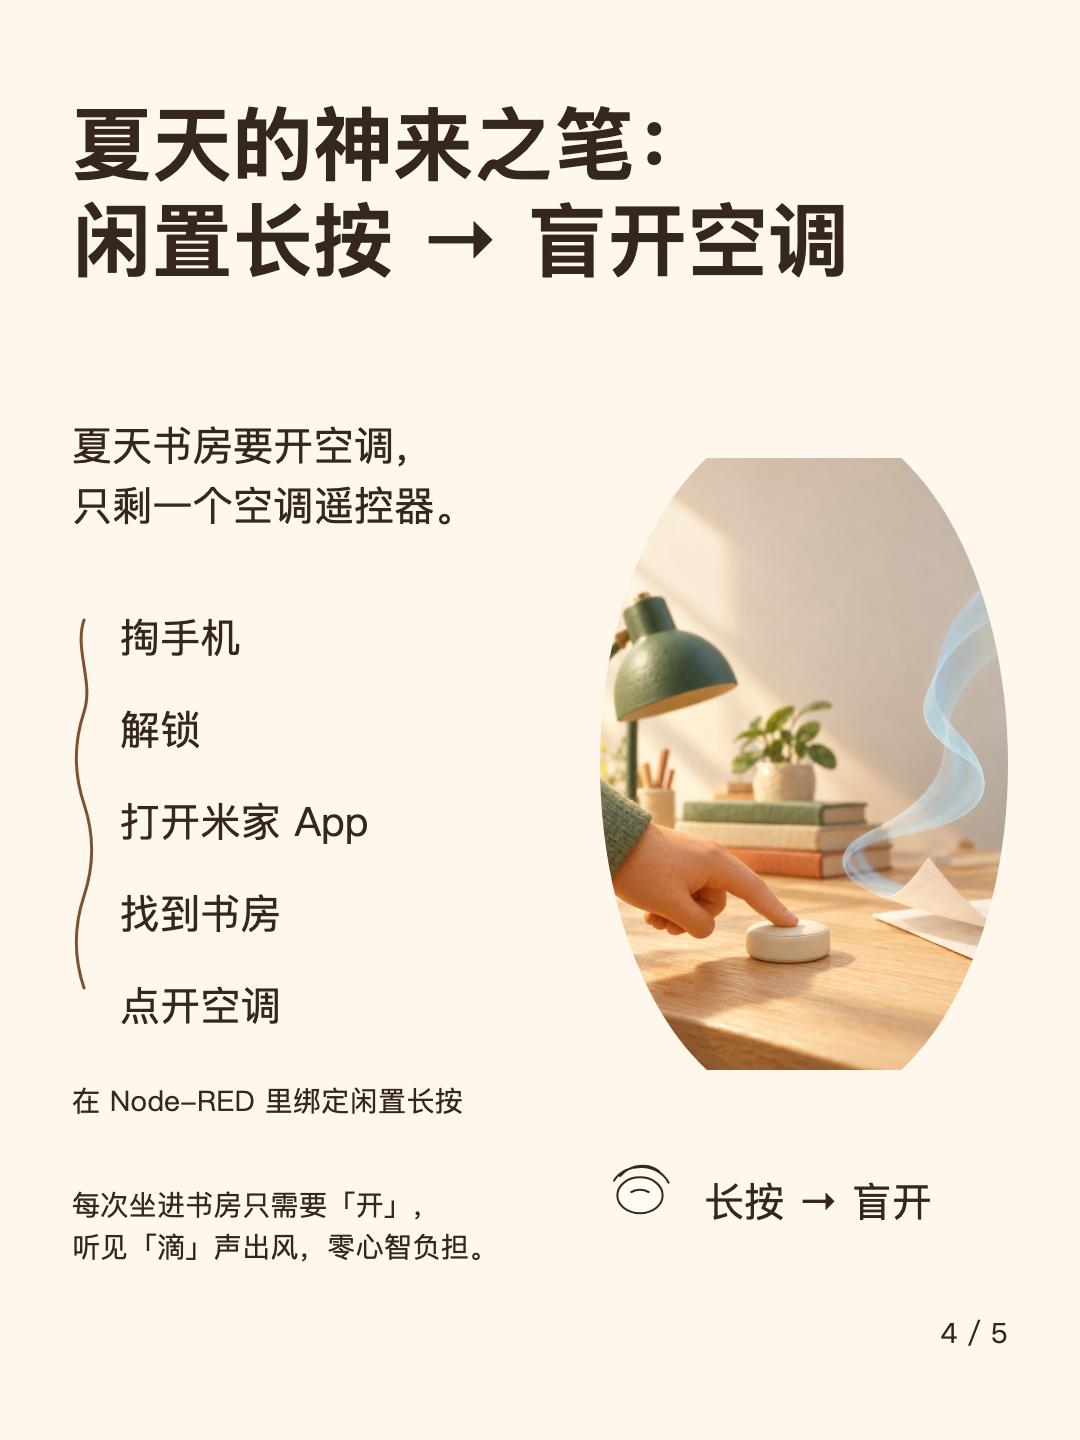 夏天的神来之笔：
闲置长按 → 盲开空调
夏天书房要开空调，
只剩一个空调遥控器。
掏手机
解锁
打开米家 App
找到书房
点开空调
在 Node-RED 里绑定闲置长按
每次坐进书房只需要「开」，
听见「滴」声出风，零心智负担。
长按 → 盲开
4 / 5